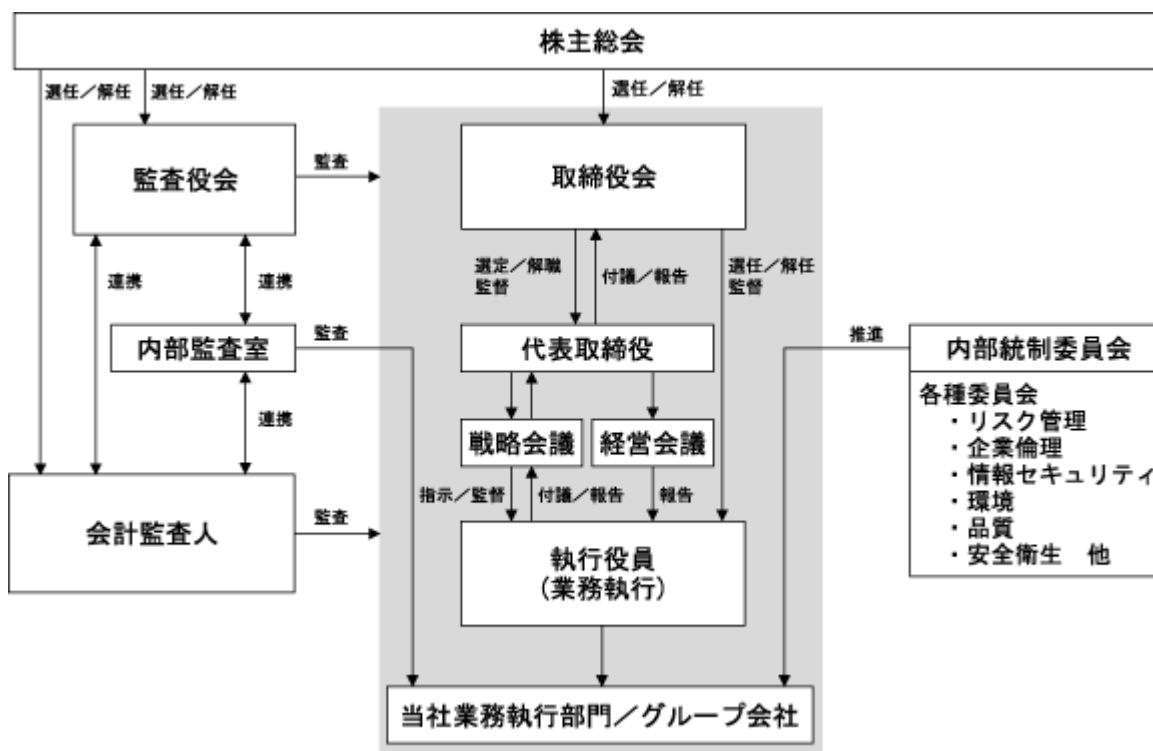 株主総会
選任／解任
選任／解任
選任／解任
監査役会
監査
取締役会
連携
連携
選定／解職
監督
付議／報告
選任／解任
監督
内部監査室
監査
代表取締役
推進
内部統制委員会
各種委員会
・リスク管理
・企業倫理
・情報セキュリティ
・環境
・品質
・安全衛生　他
連携
戦略会議
経営会議
指示／監督
付議／報告
報告
会計監査人
監査
執行役員
（業務執行）
当社業務執行部門／グループ会社